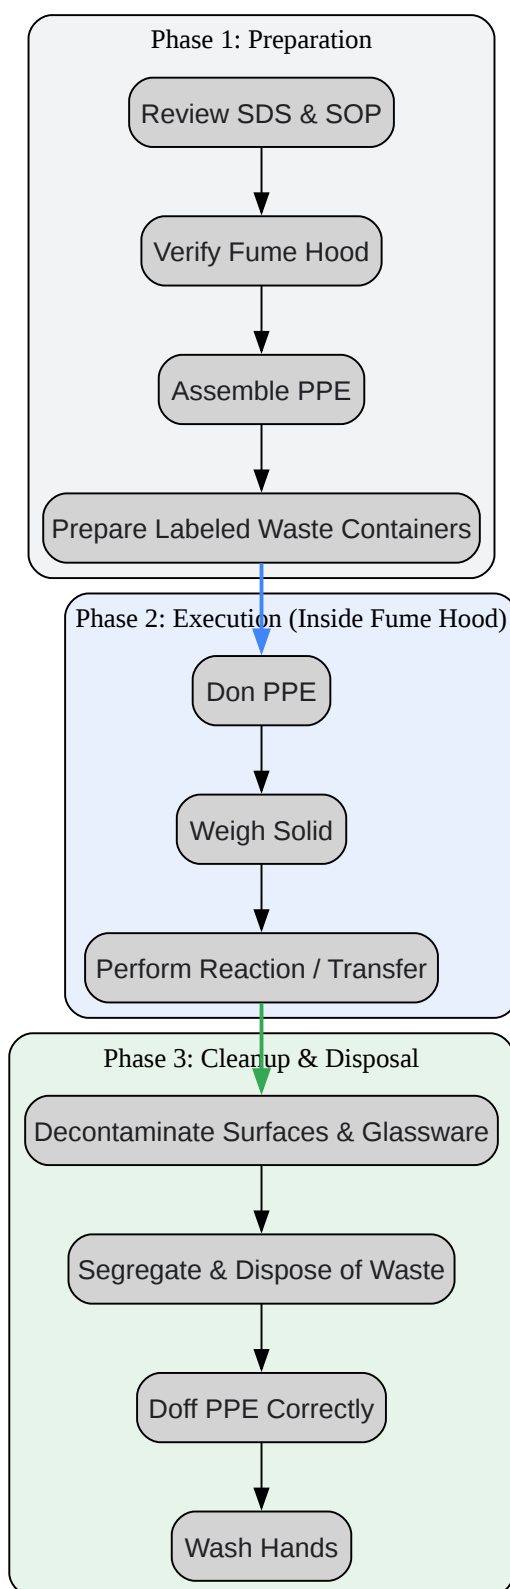 Phase 1: Preparation
Review SDS & SOP
Verify Fume Hood
Assemble PPE
Prepare Labeled Waste Containers
Phase 2: Execution (Inside Fume Hood)
Don PPE
Weigh Solid
Perform Reaction / Transfer
Phase 3: Cleanup & Disposal
Decontaminate Surfaces & Glassware
Segregate & Dispose of Waste
Doff PPE Correctly
Wash Hands